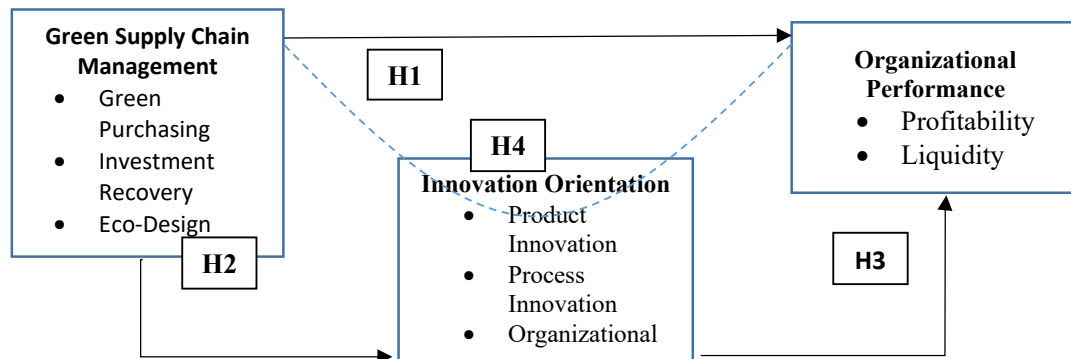 Green Supply Chain
Management
• Green
Purchasing
• Investment
Recovery
• Eco-Design
H1
H2
H4
Innovation Orientation
• Product
Innovation
• Process
Innovation
• Organizational
Organizational
Performance
• Profitability
• Liquidity
H3